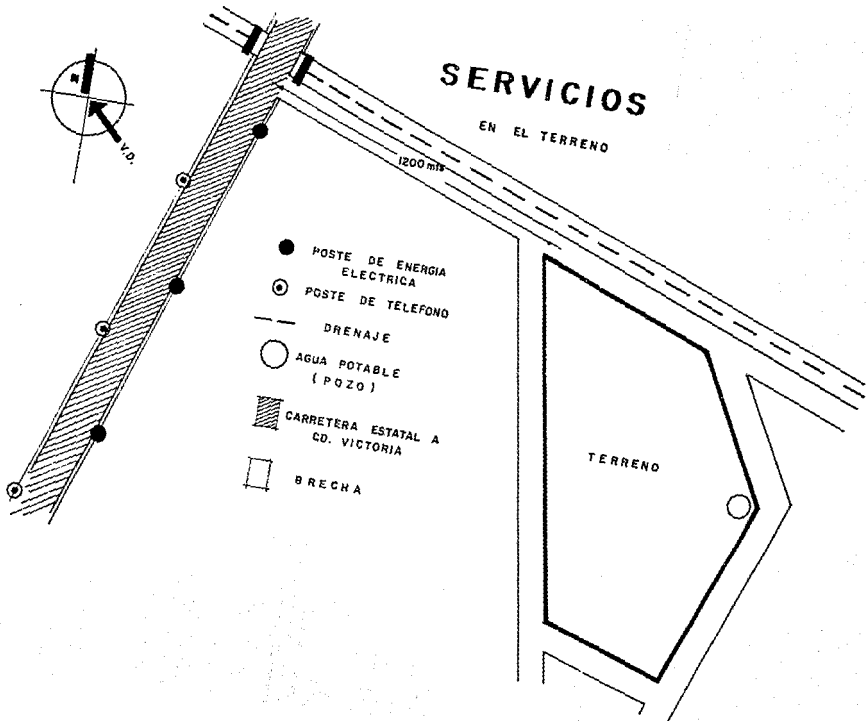 SERVICIOS
EN EL TERRENO
N
V.D.
1200 mts
POSTE DE ENERGIA
ELECTRICA
POSTE DE TELEFONO
DRENAJE
AGUA POTABLE
( POZO )
CARRETERA ESTATAL A
CD. VICTORIA
BRECHA
TERRENO